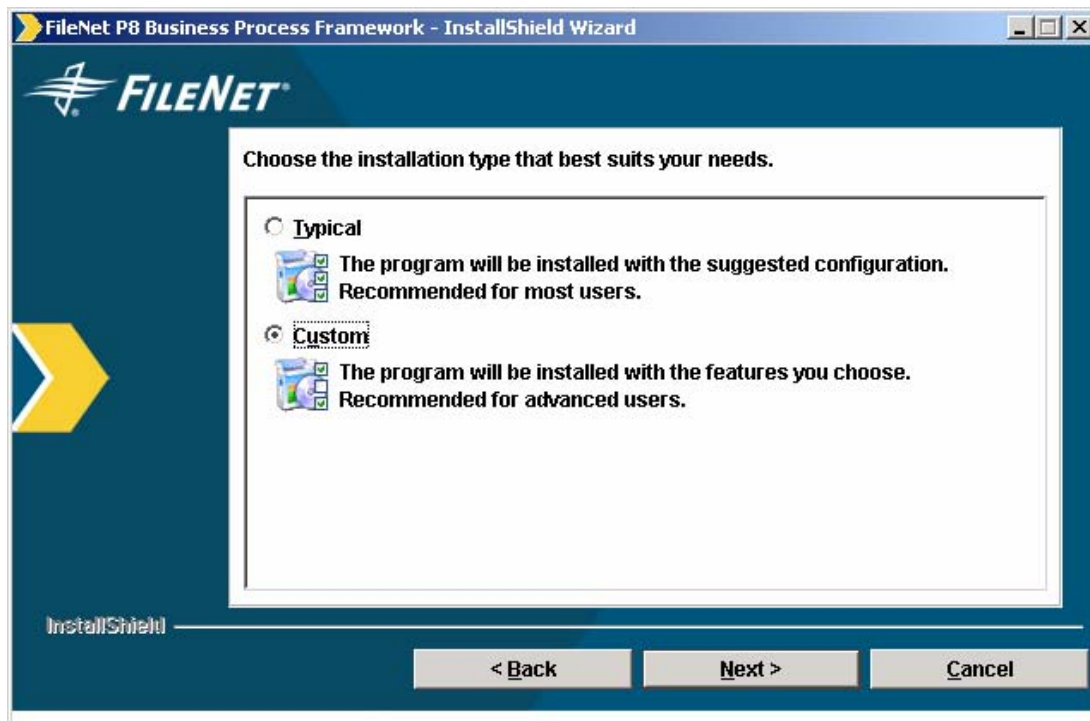 FileNet P8 Business Process Framework - InstallShield Wizard
FILENET®
Choose the installation type that best suits your needs.
Typical
The program will be installed with the suggested configuration.
Recommended for most users.
Custom
The program will be installed with the features you choose.
Recommended for advanced users.
InstallShield
< Back
Next >
Cancel